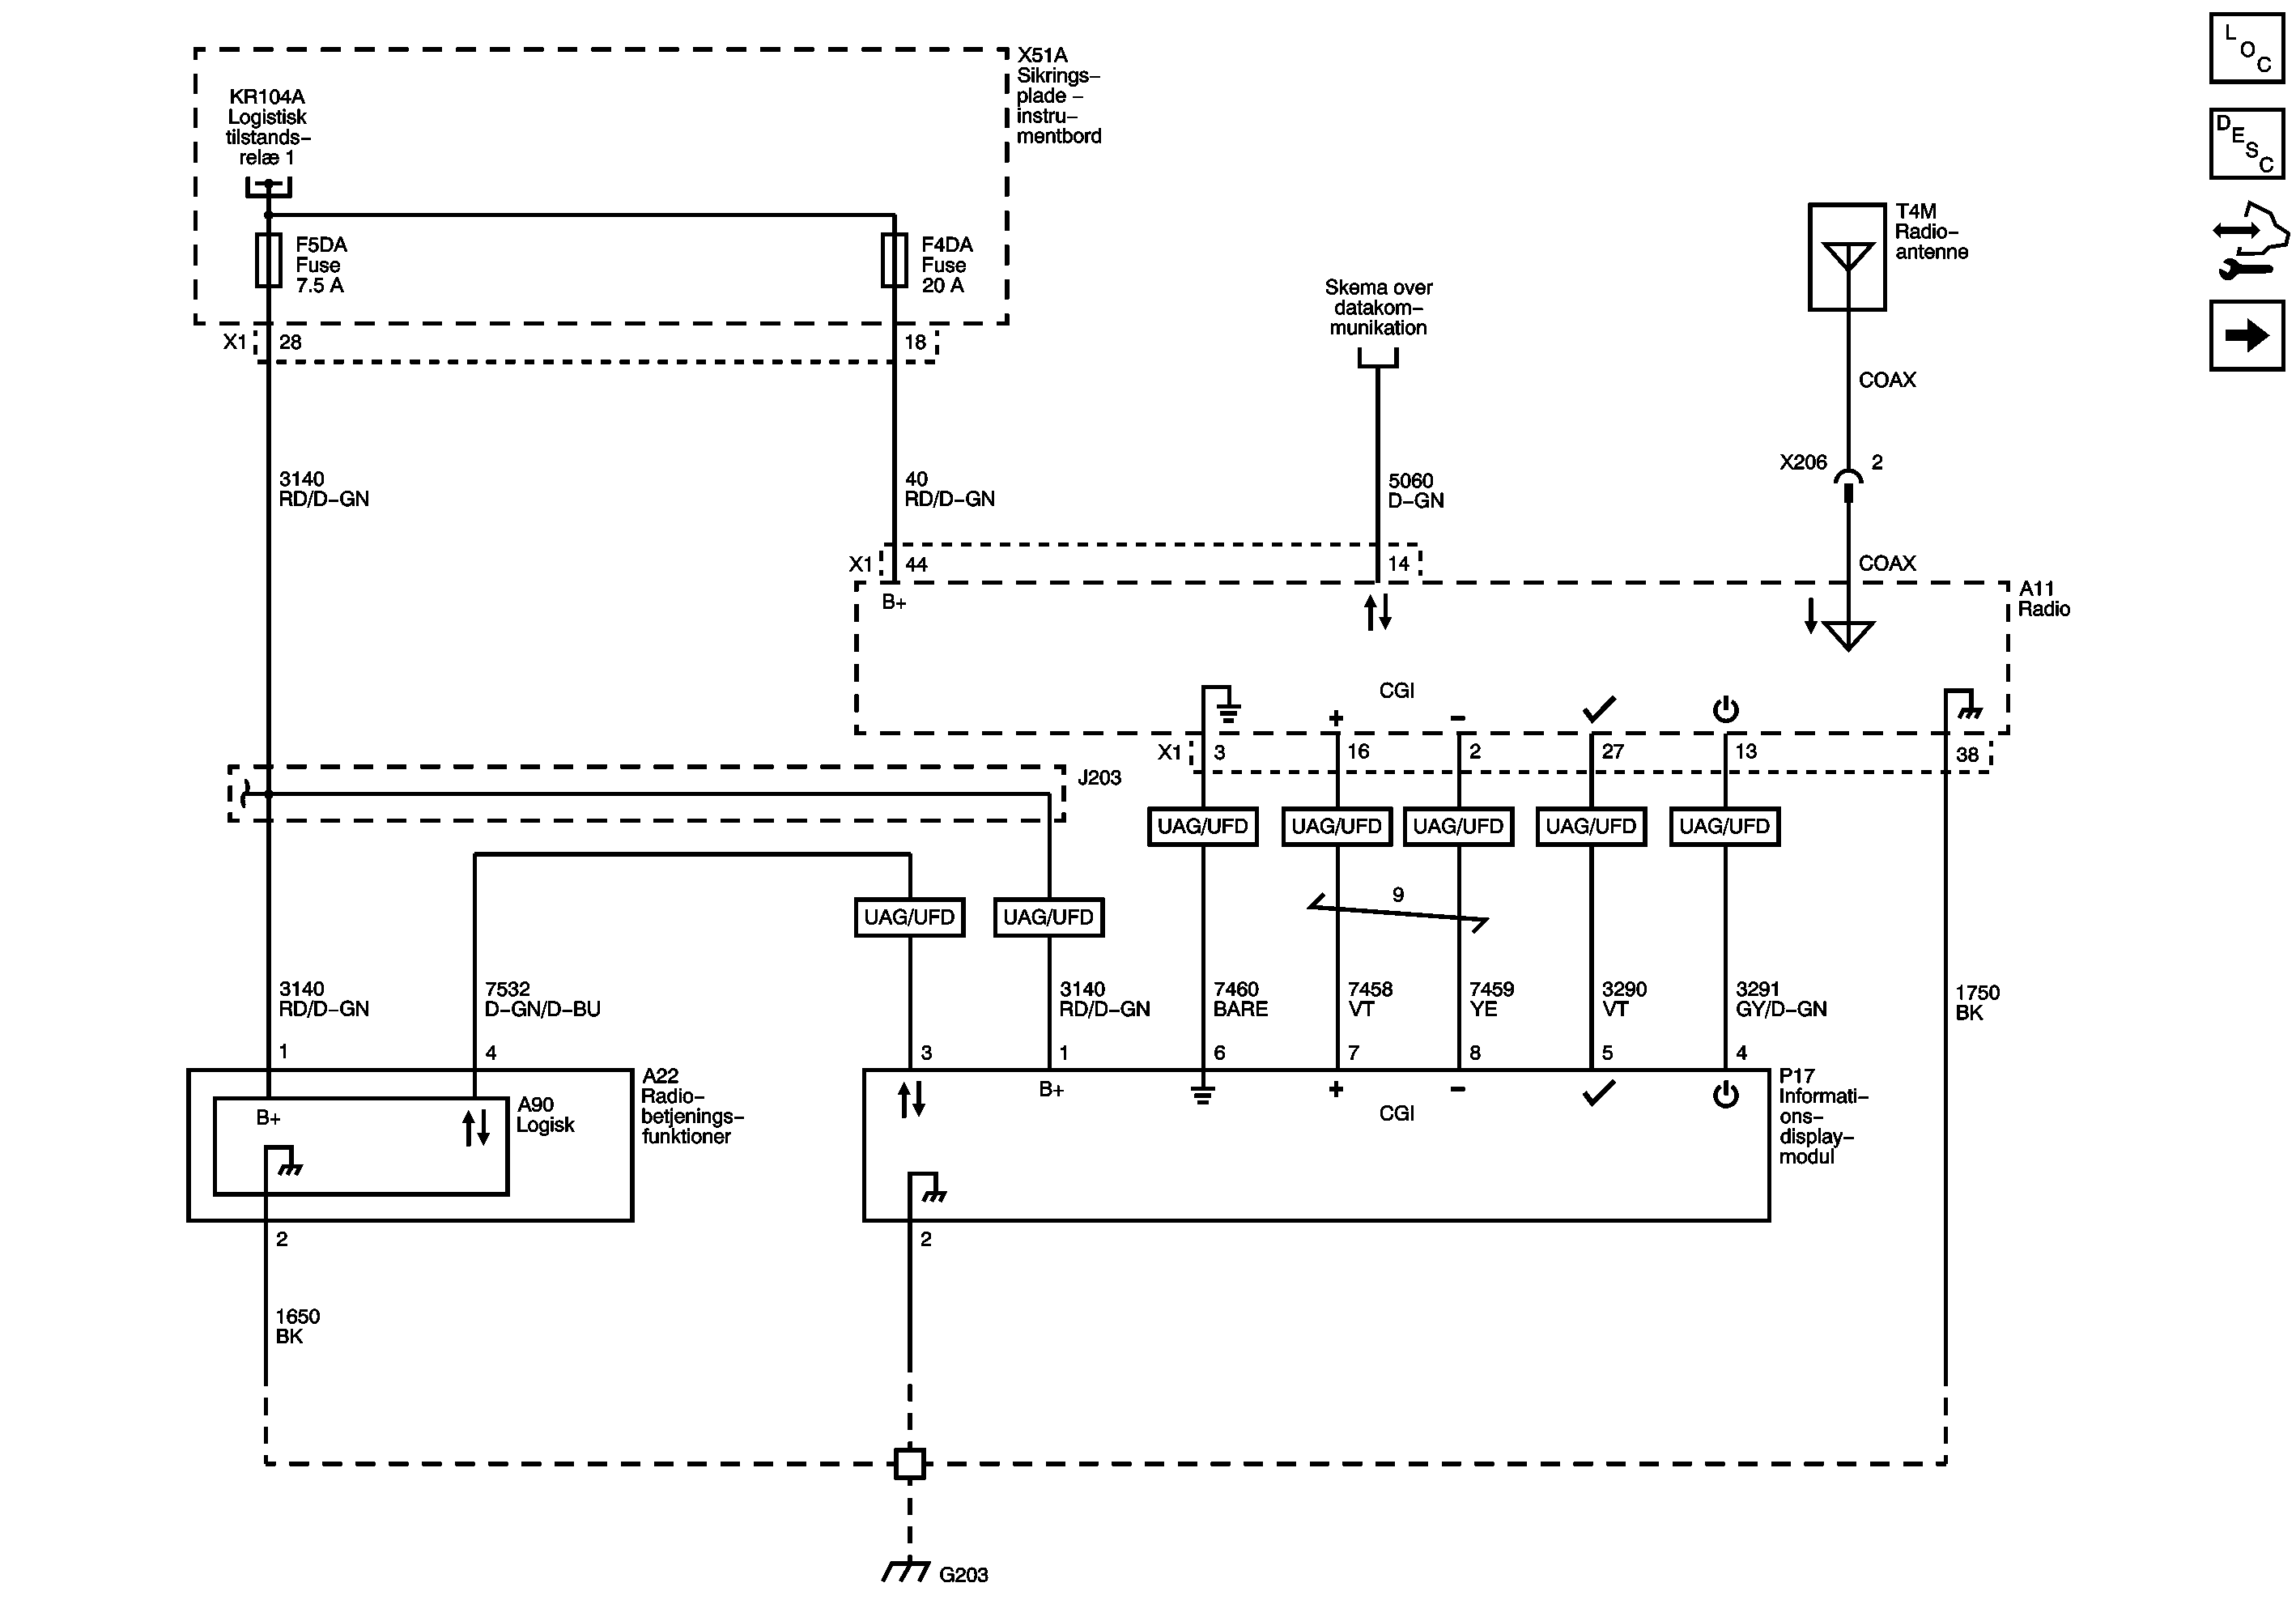 L
O
C
D
E
S
C
X51A
Sikrings–
plade –
instru–
mentbord
KR104A
Logistisk
tilstands–
relæ 1
F5DA
Fuse
7.5 A
F4DA
Fuse
20 A
T4M
Radio–
antenne
Skema over
datakom–
munikation
X1
28
18
COAX
X206
2
3140
RD/D–GN
40
RD/D–GN
5060
D–GN
COAX
X1
44
14
B+
A11
Radio
CGI
+
–
X1
3
16
2
27
13
38
J203
UAG/UFD
UAG/UFD
UAG/UFD
UAG/UFD
UAG/UFD
9
UAG/UFD
UAG/UFD
3140
RD/D–GN
7532
D–GN/D–BU
3140
RD/D–GN
7460
BARE
7458
VT
7459
YE
3290
VT
3291
GY/D–GN
1750
BK
1
4
3
1
6
7
8
5
4
A22
Radio–
betjenings–
funktioner
A90
Logisk
B+
B+
+
–
CGI
P17
Informati–
ons–
display–
modul
2
2
1650
BK
G203